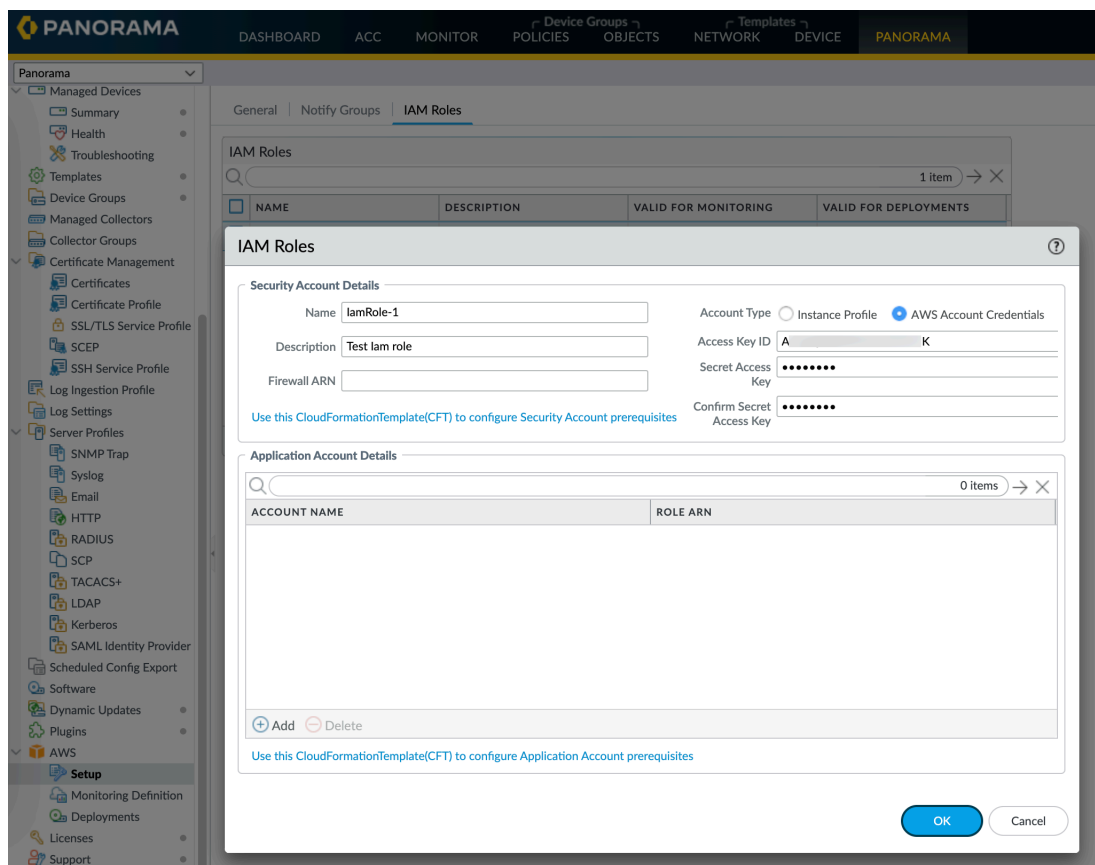 PANORAMA
Device Groups
Templates
DASHBOARD ACC MONITOR POLICIES OBJECTS NETWORK DEVICE PANORAMA
Panorama
Managed Devices
Summary
Health
Troubleshooting
Templates
Device Groups
Managed Collectors
Collector Groups
Certificate Management
Certificates
Certificate Profile
SSL/TLS Service Profile
SCEP
SSH Service Profile
Log Ingestion Profile
Log Settings
Server Profiles
SNMP Trap
Syslog
Email
HTTP
RADIUS
SCP
TACACS+
LDAP
Kerberos
SAML Identity Provider
Scheduled Config Export
Software
Dynamic Updates
Plugins
AWS
Setup
Monitoring Definition
Deployments
Licenses
Support
General Notify Groups IAM Roles
IAM Roles
1 item
NAME DESCRIPTION VALID FOR MONITORING VALID FOR DEPLOYMENTS
IAM Roles
Security Account Details
Name IamRole-1
Description Test Iam role
Firewall ARN
Use this CloudFormationTemplate(CFT) to configure Security Account prerequisites
Account Type Instance Profile AWS Account Credentials
Access Key ID A K
Secret Access
Key
Confirm Secret
Access Key
Application Account Details
0 items
ACCOUNT NAME ROLE ARN
Add Delete
Use this CloudFormationTemplate(CFT) to configure Application Account prerequisites
OK Cancel